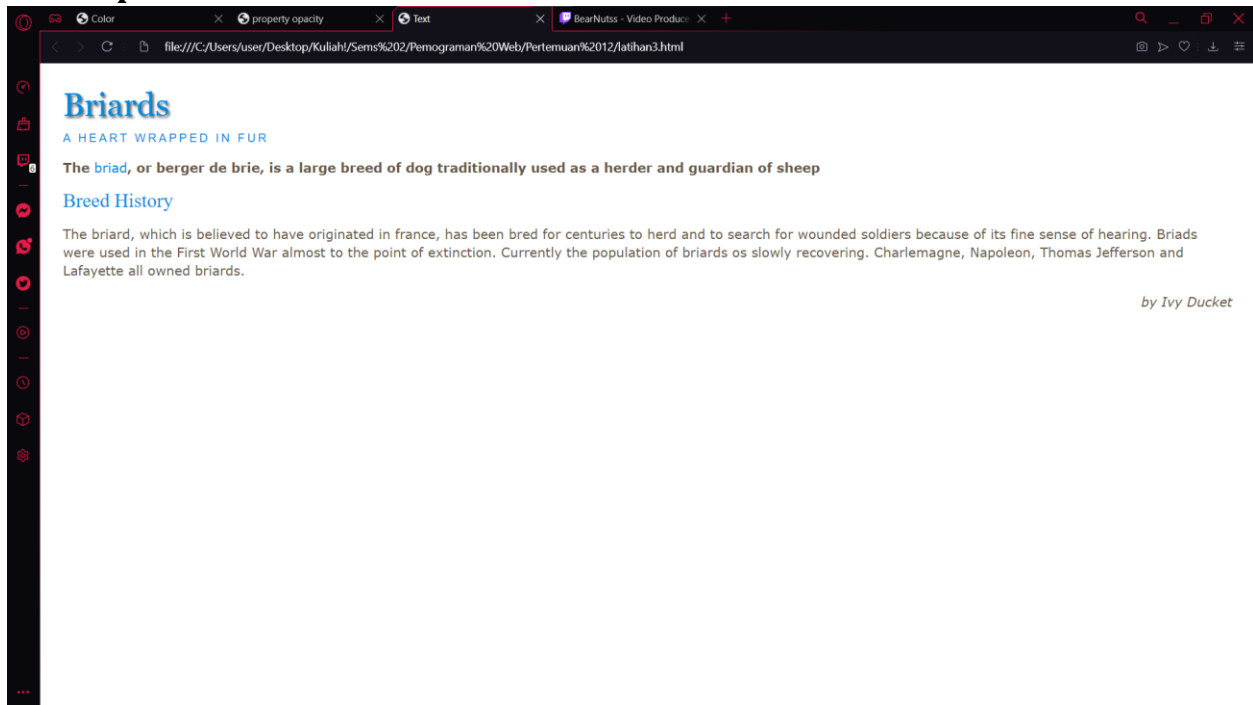 Color
property opacity
Text
BearNutss - Video Produce
file:///C:/Users/user/Desktop/Kuliah!/Sems%202/Pemograman%20Web/Pertemuan%2012/latihan3.html
6
Briards
A HEART WRAPPED IN FUR
The briad, or berger de brie, is a large breed of dog traditionally used as a herder and guardian of sheep
Breed History
The briard, which is believed to have originated in france, has been bred for centuries to herd and to search for wounded soldiers because of its fine sense of hearing. Briads
were used in the First World War almost to the point of extinction. Currently the population of briards os slowly recovering. Charlemagne, Napoleon, Thomas Jefferson and
Lafayette all owned briards.
by Ivy Ducket